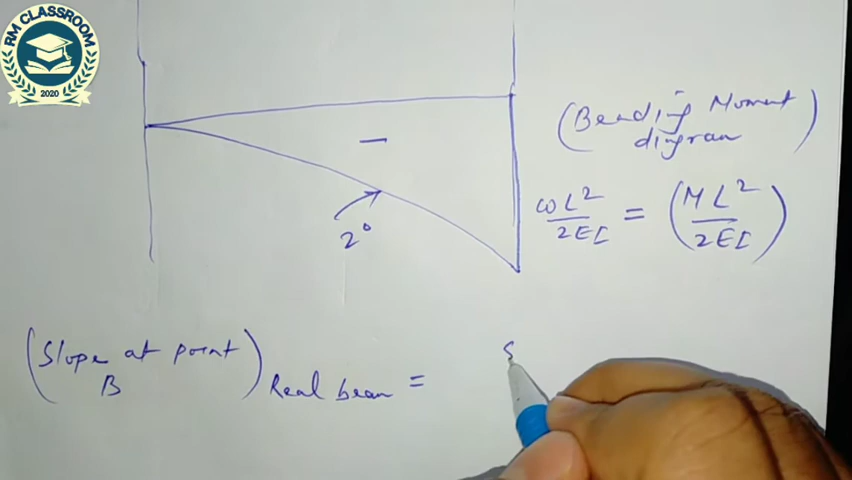 RM CLASSROOM
2020
(Bending Moment
diagram)
ωL²/2EI = (ML²/2EI)
2°
(Slope at point
B) Real beam =
S